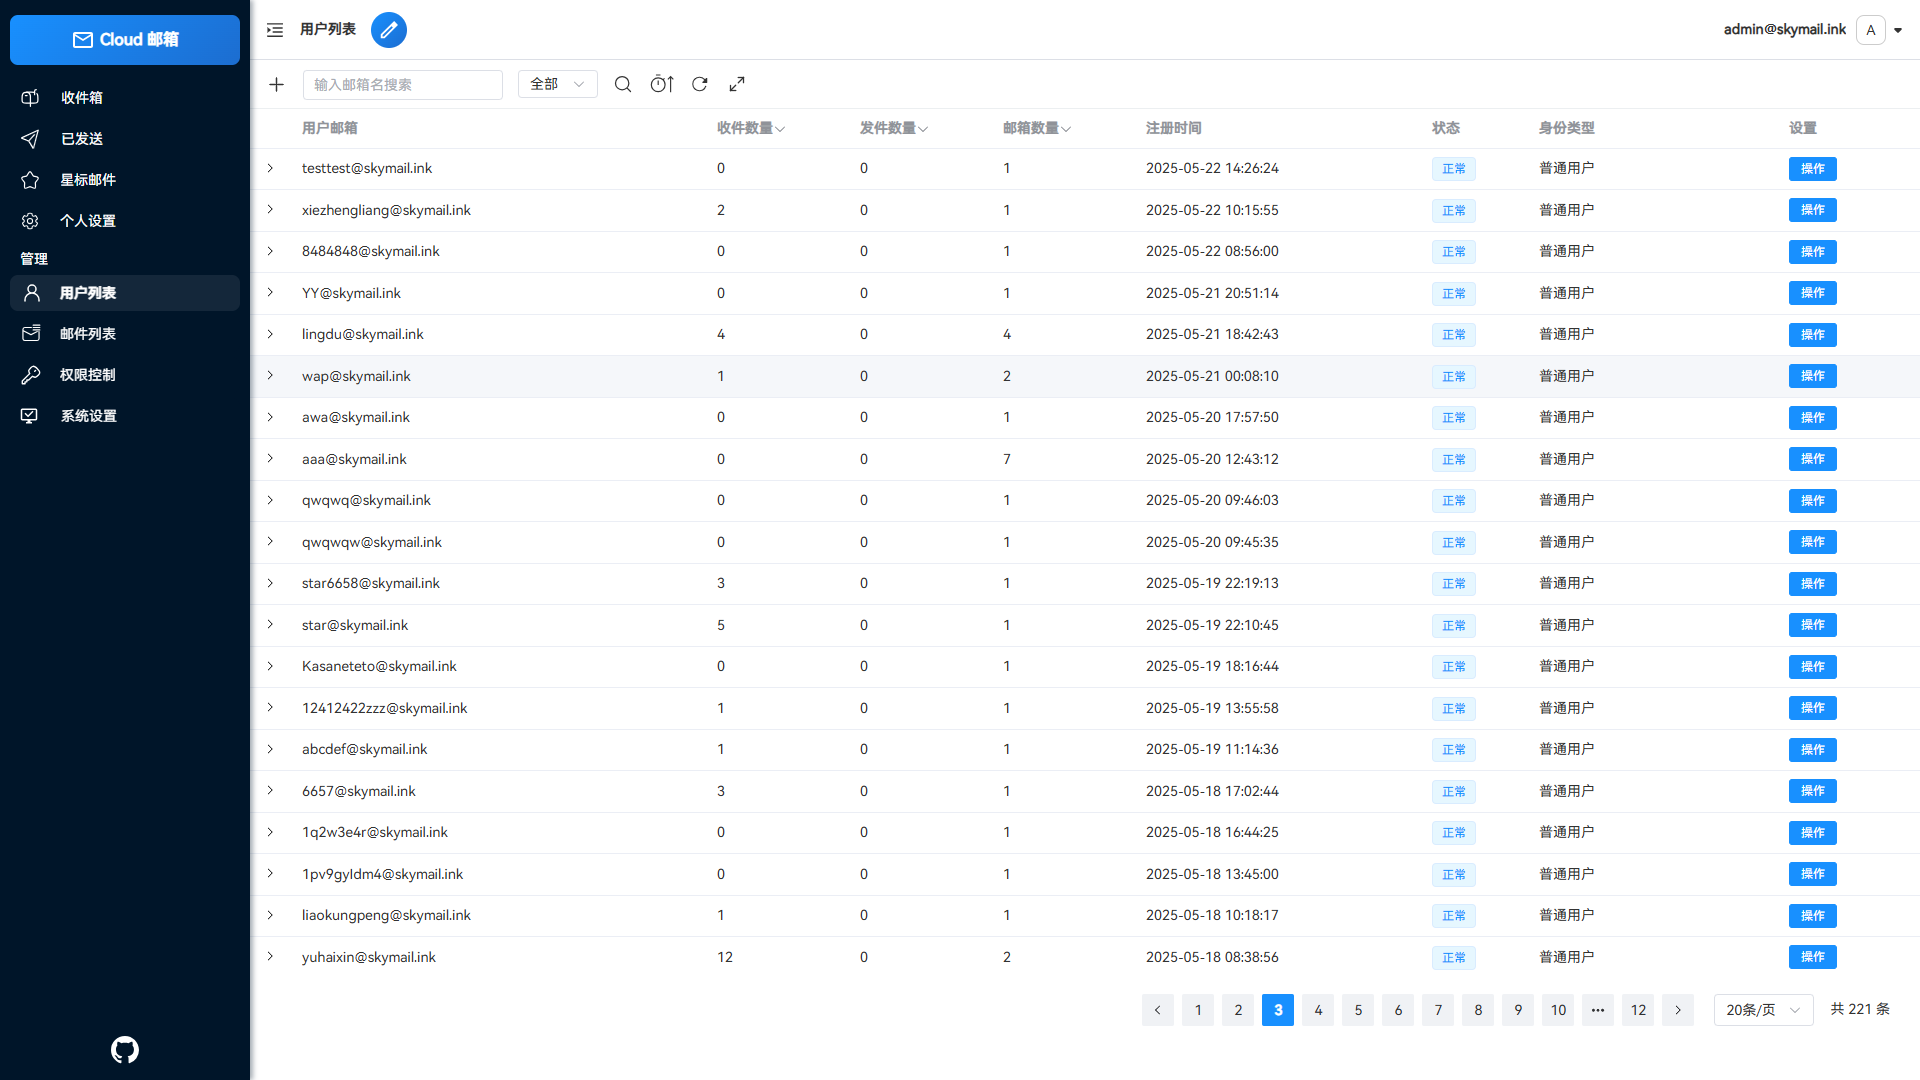 Cloud 邮箱
收件箱
已发送
星标邮件
个人设置
管理
用户列表
邮件列表
权限控制
系统设置
用户列表
admin@skymail.ink A
输入邮箱名搜索 全部
用户邮箱 收件数量 发件数量 邮箱数量 注册时间 状态 身份类型 设置
testtest@skymail.ink 0 0 1 2025-05-22 14:26:24 正常 普通用户 操作
xiezhengliang@skymail.ink 2 0 1 2025-05-22 10:15:55 正常 普通用户 操作
8484848@skymail.ink 0 0 1 2025-05-22 08:56:00 正常 普通用户 操作
YY@skymail.ink 0 0 1 2025-05-21 20:51:14 正常 普通用户 操作
lingdu@skymail.ink 4 0 4 2025-05-21 18:42:43 正常 普通用户 操作
wap@skymail.ink 1 0 2 2025-05-21 00:08:10 正常 普通用户 操作
awa@skymail.ink 0 0 1 2025-05-20 17:57:50 正常 普通用户 操作
aaa@skymail.ink 0 0 7 2025-05-20 12:43:12 正常 普通用户 操作
qwqwq@skymail.ink 0 0 1 2025-05-20 09:46:03 正常 普通用户 操作
qwqwqw@skymail.ink 0 0 1 2025-05-20 09:45:35 正常 普通用户 操作
star6658@skymail.ink 3 0 1 2025-05-19 22:19:13 正常 普通用户 操作
star@skymail.ink 5 0 1 2025-05-19 22:10:45 正常 普通用户 操作
Kasaneteto@skymail.ink 0 0 1 2025-05-19 18:16:44 正常 普通用户 操作
12412422zzz@skymail.ink 1 0 1 2025-05-19 13:55:58 正常 普通用户 操作
abcdef@skymail.ink 1 0 1 2025-05-19 11:14:36 正常 普通用户 操作
6657@skymail.ink 3 0 1 2025-05-18 17:02:44 正常 普通用户 操作
1q2w3e4r@skymail.ink 0 0 1 2025-05-18 16:44:25 正常 普通用户 操作
1pv9gyldm4@skymail.ink 0 0 1 2025-05-18 13:45:00 正常 普通用户 操作
liaokungpeng@skymail.ink 1 0 1 2025-05-18 10:18:17 正常 普通用户 操作
yuhaixin@skymail.ink 12 0 2 2025-05-18 08:38:56 正常 普通用户 操作
1 2 3 4 5 6 7 8 9 10 ••• 12 20条/页 共 221 条